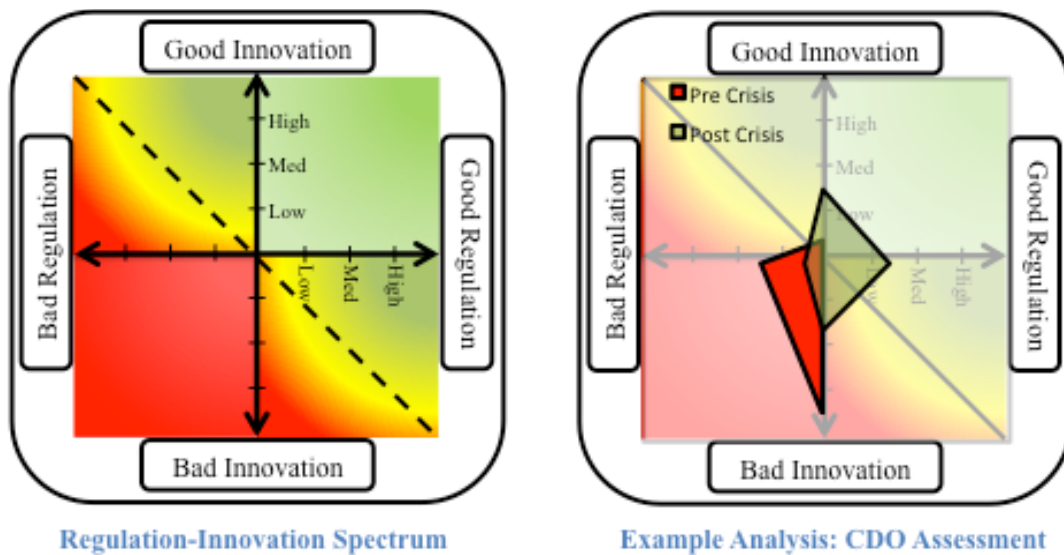 Good Innovation
High
Med
Low
Bad Regulation
Good Regulation
Low
Med
High
Bad Innovation
Regulation-Innovation Spectrum
Good Innovation
Pre Crisis
Post Crisis
High
Med
Low
Bad Regulation
Good Regulation
Low
Med
High
Bad Innovation
Example Analysis: CDO Assessment